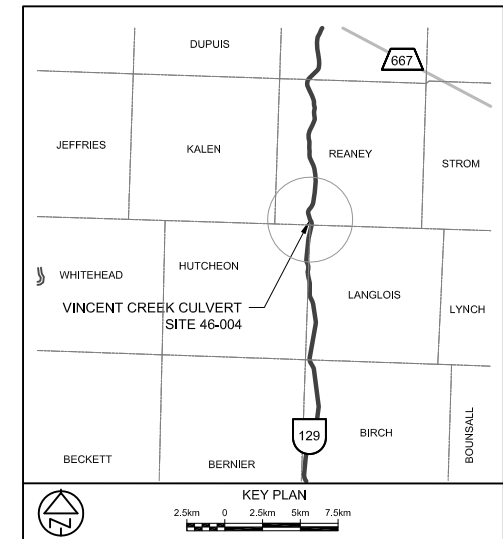 DUPUIS
667
JEFFRIES
KALEN
REANEY
STROM
WHITEHEAD
HUTCHEON
LANGLOIS
LYNCH
VINCENT CREEK CULVERT
SITE 46-004
129
BIRCH
BOUNSALL
BECKETT
BERNIER
KEY PLAN
N
2.5km 0 2.5km 5km 7.5km